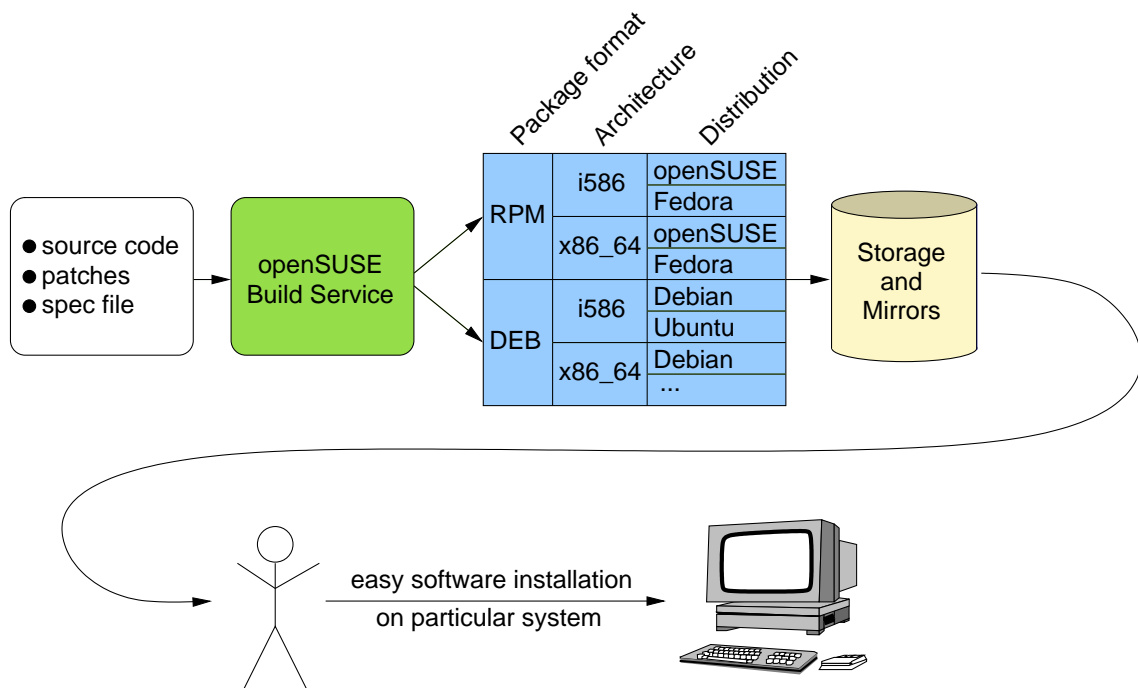 Package format
Architecture
Distribution
● source code
● patches
● spec file
openSUSE
Build Service
RPM
i586
openSUSE
Fedora
x86_64
openSUSE
Fedora
DEB
i586
Debian
Ubuntu
x86_64
Debian
...
Storage
and
Mirrors
easy software installation
on particular system